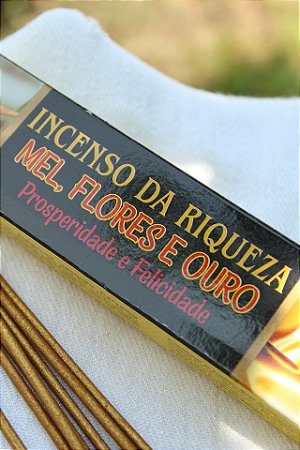 INCENSO DA RIQUEZA
MEL, FLORES E OURO
Prosperidade e Felicidade